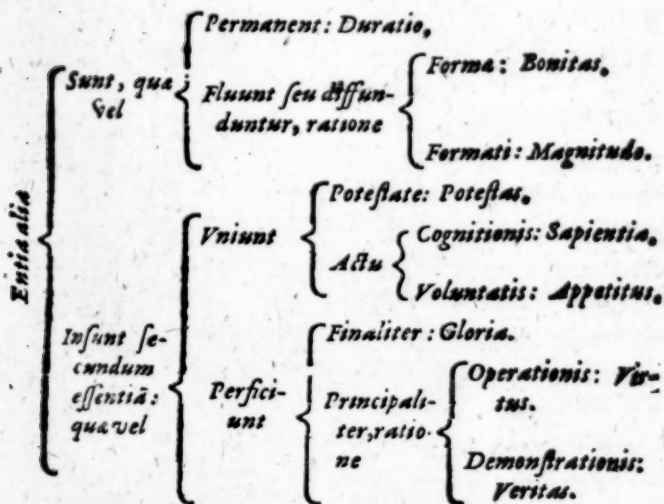 Entia alia
Sunt, quæ
vel
Permanent: Duratio.
Fluunt ſeu diffun-
duntur, ratione
Formæ: Bonitas.
Formati: Magnitudo.
Inſunt ſe-
cundum
eſſentiã:
quæ vel
Vniunt
Poteſtate: Poteſtas.
Actu
Cognitionis: Sapientia.
Voluntatis: Appetitus.
Perfici-
unt
Finaliter: Gloria.
Principali-
ter, ratio-
ne
Operationis: Vir-
tus.
Demonſtrationis:
Veritas.